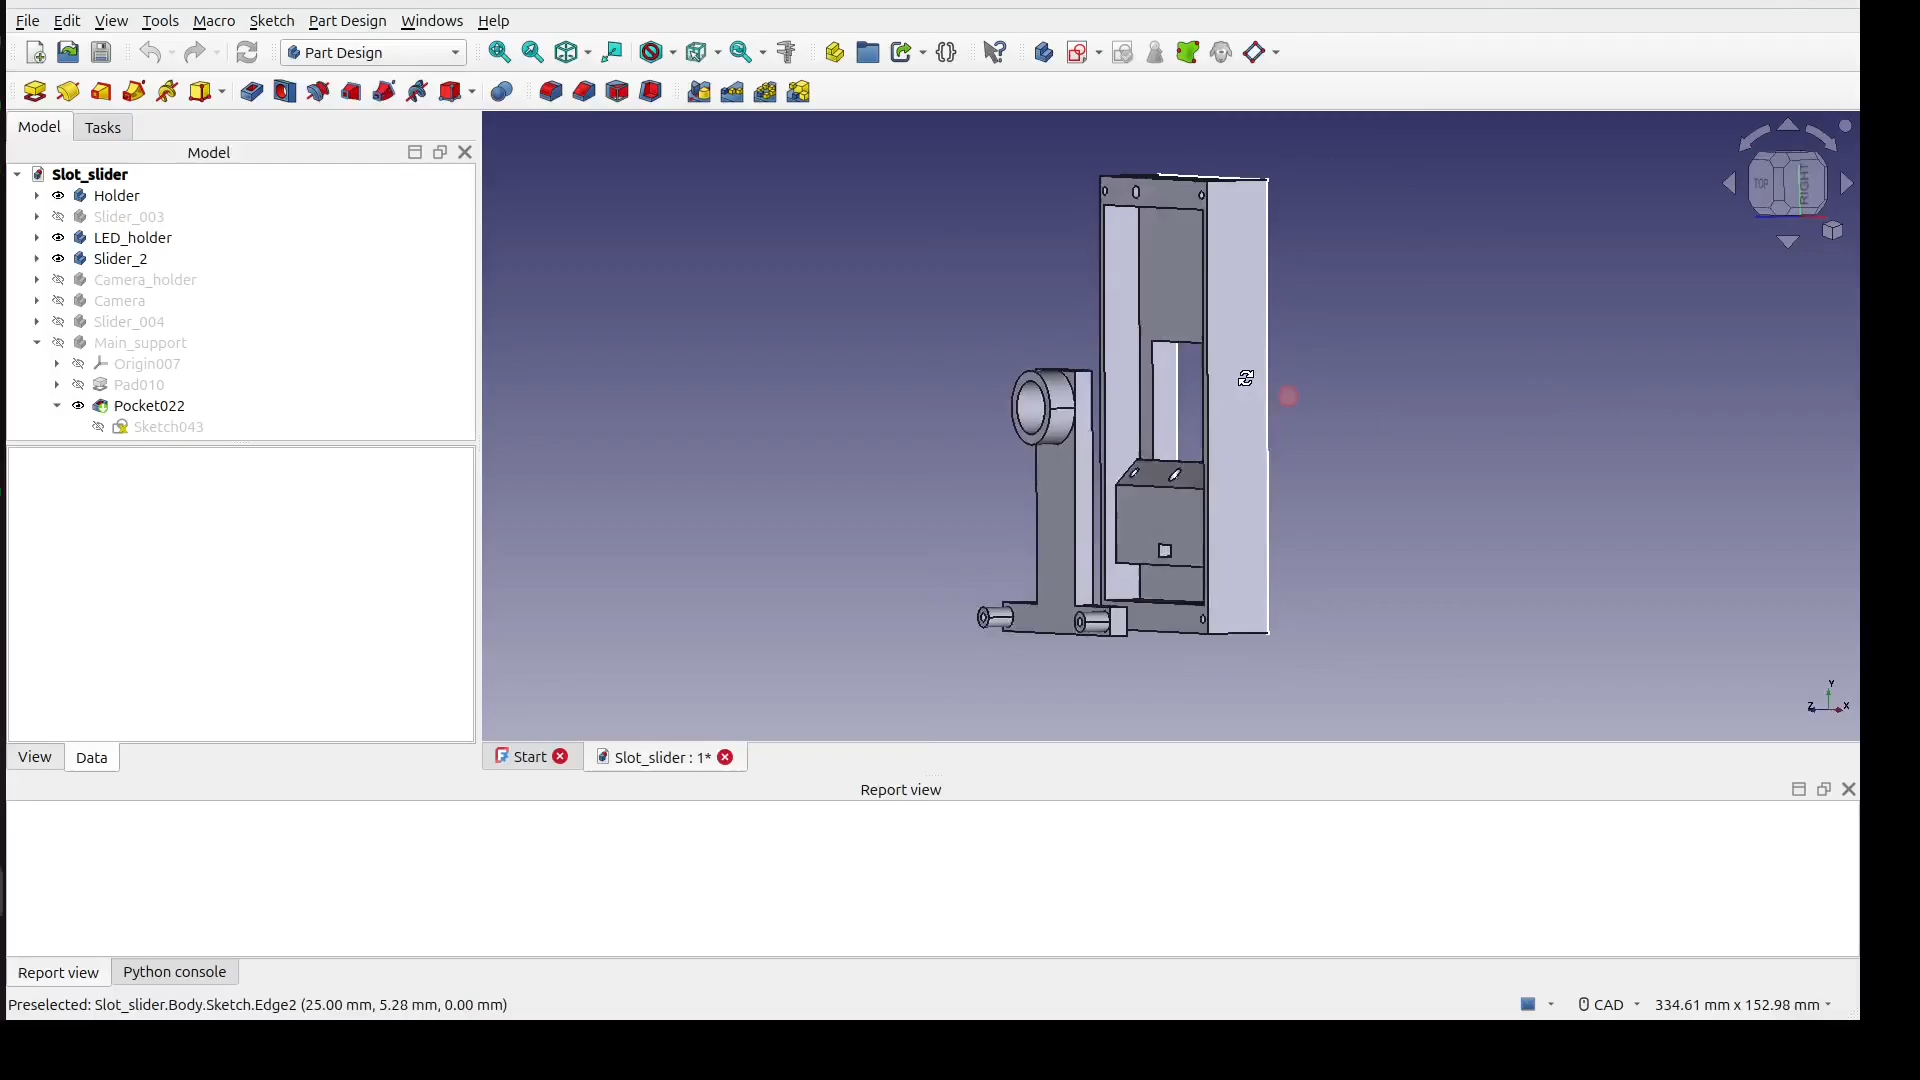 File Edit View Tools Macro Sketch Part Design Windows Help
Part Design
Model Tasks
Model
Slot_slider
Holder
Slider_003
LED_holder
Slider_2
Camera_holder
Camera
Slider_004
Main_support
Origin007
Pad010
Pocket022
Sketch043
TOP RIGHT
Y
Z X
View Data
Start Slot_slider : 1*
Report view
Report view Python console
Preselected: Slot_slider.Body.Sketch.Edge2 (25.00 mm, 5.28 mm, 0.00 mm) CAD 334.61 mm x 152.98 mm